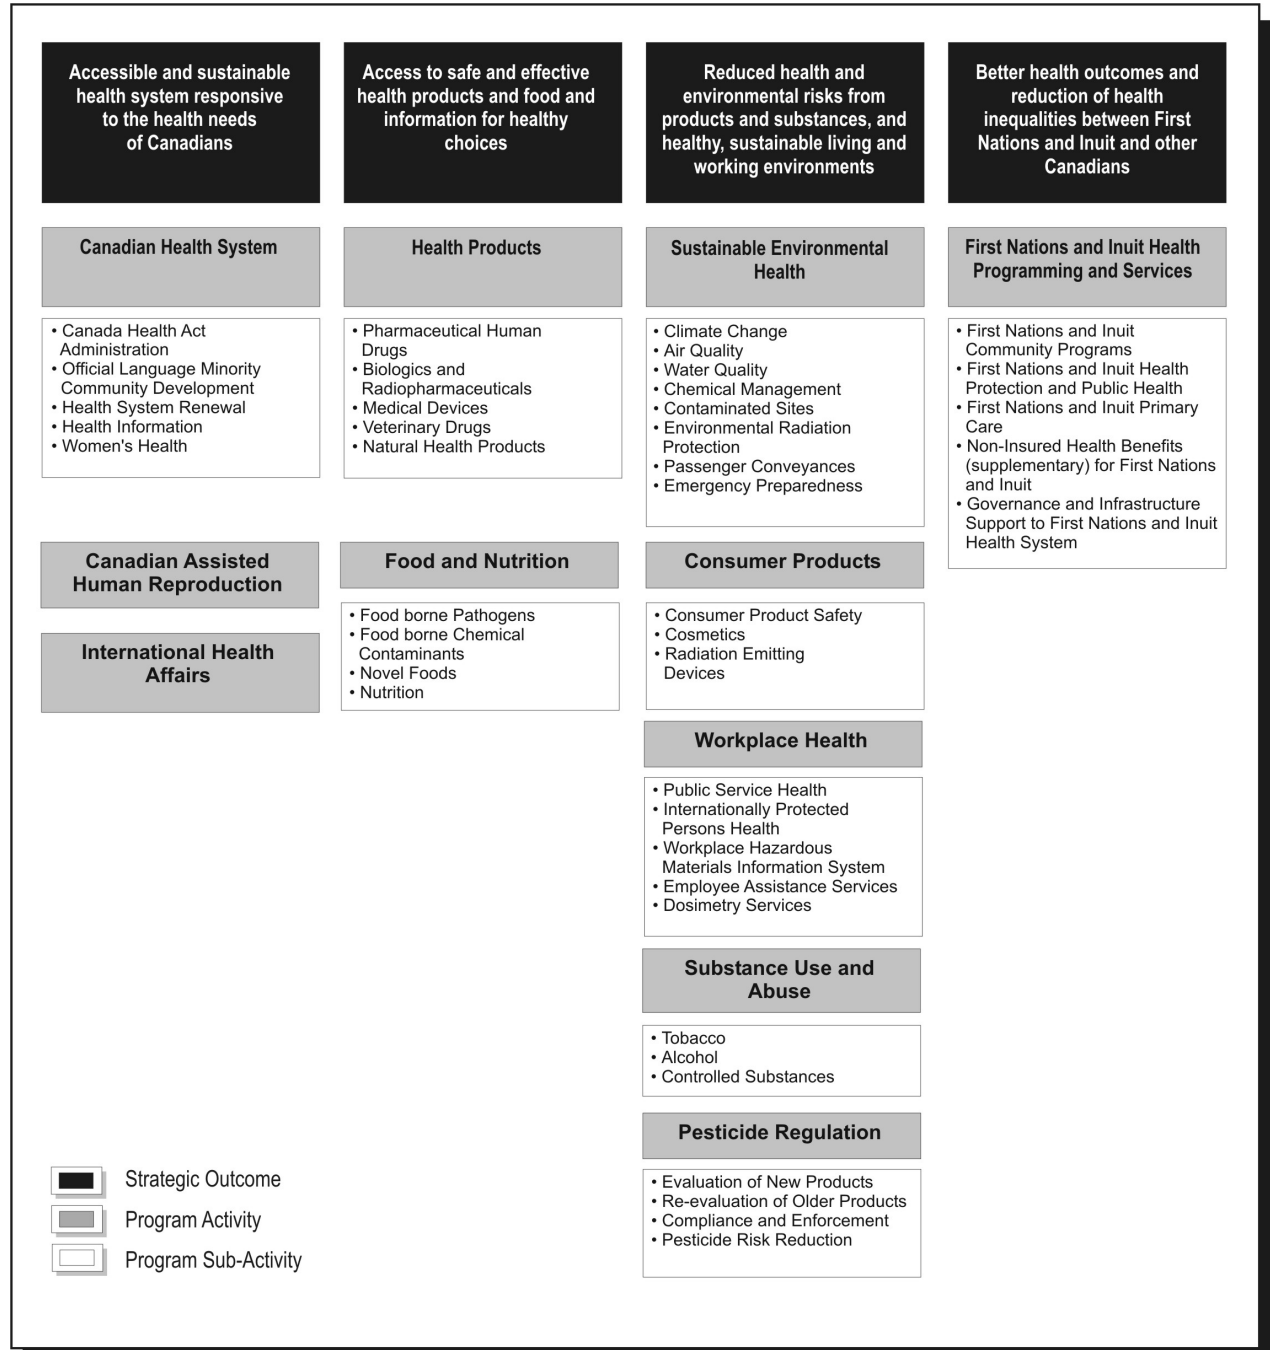 Accessible and sustainable
health system responsive
to the health needs
of Canadians
Access to safe and effective
health products and food and
information for healthy
choices
Reduced health and
environmental risks from
products and substances, and
healthy, sustainable living and
working environments
Better health outcomes and
reduction of health
inequalities between First
Nations and Inuit and other
Canadians
Canadian Health System
• Canada Health Act
Administration
• Official Language Minority
Community Development
• Health System Renewal
• Health Information
• Women's Health
Canadian Assisted
Human Reproduction
International Health
Affairs
Health Products
• Pharmaceutical Human
Drugs
• Biologics and
Radiopharmaceuticals
• Medical Devices
• Veterinary Drugs
• Natural Health Products
Food and Nutrition
• Food borne Pathogens
• Food borne Chemical
Contaminants
• Novel Foods
• Nutrition
Sustainable Environmental
Health
• Climate Change
• Air Quality
• Water Quality
• Chemical Management
• Contaminated Sites
• Environmental Radiation
Protection
• Passenger Conveyances
• Emergency Preparedness
Consumer Products
• Consumer Product Safety
• Cosmetics
• Radiation Emitting
Devices
Workplace Health
• Public Service Health
• Internationally Protected
Persons Health
• Workplace Hazardous
Materials Information System
• Employee Assistance Services
• Dosimetry Services
Substance Use and
Abuse
• Tobacco
• Alcohol
• Controlled Substances
Pesticide Regulation
• Evaluation of New Products
• Re-evaluation of Older Products
• Compliance and Enforcement
• Pesticide Risk Reduction
First Nations and Inuit Health
Programming and Services
• First Nations and Inuit
Community Programs
• First Nations and Inuit Health
Protection and Public Health
• First Nations and Inuit Primary
Care
• Non-Insured Health Benefits
(supplementary) for First Nations
and Inuit
• Governance and Infrastructure
Support to First Nations and Inuit
Health System
Strategic Outcome
Program Activity
Program Sub-Activity